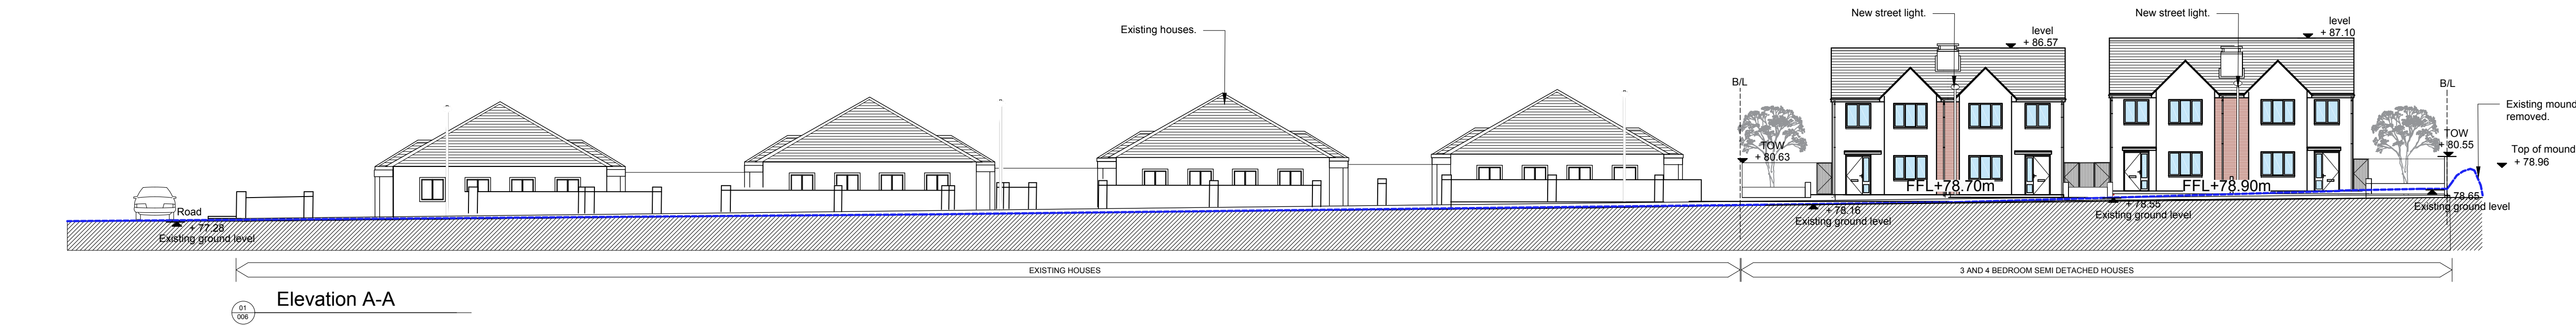 New street light.
New street light.
level
+ 87.10
level
+ 86.57
Existing houses.
B/L
B/L
Existing mound
removed.
TOW
+ 80.63
TOW
+ 80.55
Top of mound
+ 78.96
FFL+78.70m
FFL+78.90m
Road
+ 77.28
Existing ground level
+ 78.16
Existing ground level
+ 78.55
Existing ground level
+ 78.65
Existing ground level
EXISTING HOUSES
3 AND 4 BEDROOM SEMI DETACHED HOUSES
01
006
Elevation A-A